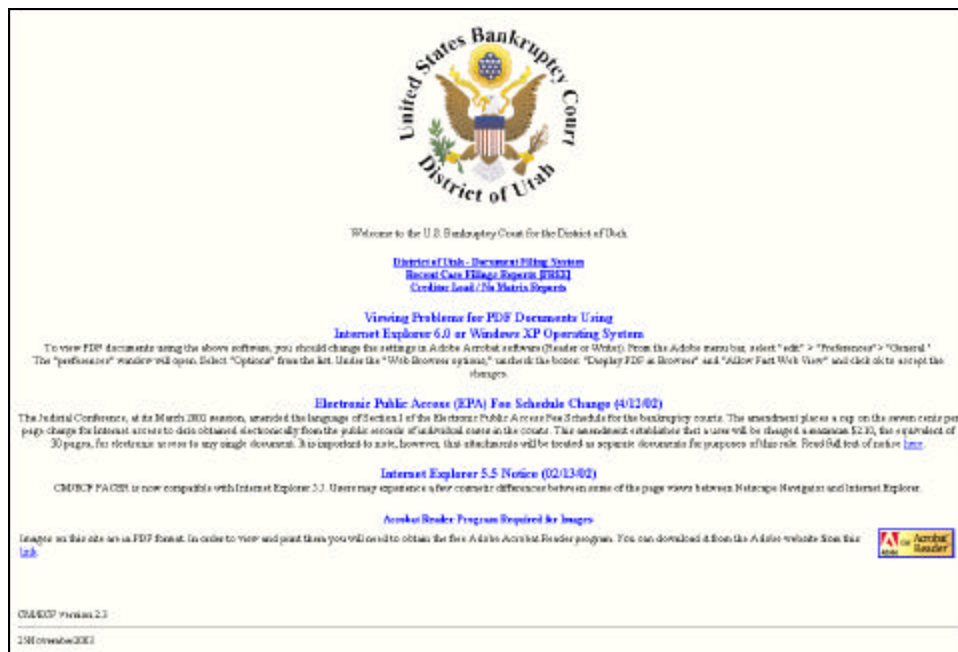 United States Bankruptcy Court
District of Utah
Welcome to the U.S. Bankruptcy Court for the District of Utah
District of Utah - Document Filing System
Recent Case Filings Reports [FREE]
Creditor Load / No Matrix Reports
Viewing Problems for PDF Documents Using
Internet Explorer 6.0 or Windows XP Operating System
To view PDF documents using the above software, you should change the settings in Adobe Acrobat software (Reader or Writer). From the Adobe menu bar, select "edit" > "Preferences" > "General."
The "preferences" window will open. Select "Options" from the list. Under the "Web Browser options," uncheck the boxes: "Display PDF in Browser" and "Allow Fast Web View" and click ok to accept the
changes.
Electronic Public Access (EPA) Fee Schedule Change (4/12/02)
The Judicial Conference, at its March 2002 session, amended the language of Section I of the Electronic Public Access Fee Schedule for the bankruptcy courts. The amendment places a cap on the seven cents per
page charge for Internet access to data obtained electronically from the public records of individual cases in the courts. This amendment establishes that a user will be charged a maximum $2.10, the equivalent of
30 pages, for electronic access to any single document. It is important to note, however, that attachments will be treated as separate documents for purposes of this rule. Read full text of notice here.
Internet Explorer 5.5 Notice (02/13/02)
CM/ECF PACER is now compatible with Internet Explorer 5.5. Users may experience a few cosmetic differences between some of the page views between Netscape Navigator and Internet Explorer.
Acrobat Reader Program Required for Images
Images on this site are in PDF format. In order to view and print them you will need to obtain the free Adobe Acrobat Reader program. You can download it from the Adobe website from this
link.
Adobe Get Acrobat Reader
CM/ECF version 2.3
25November2003